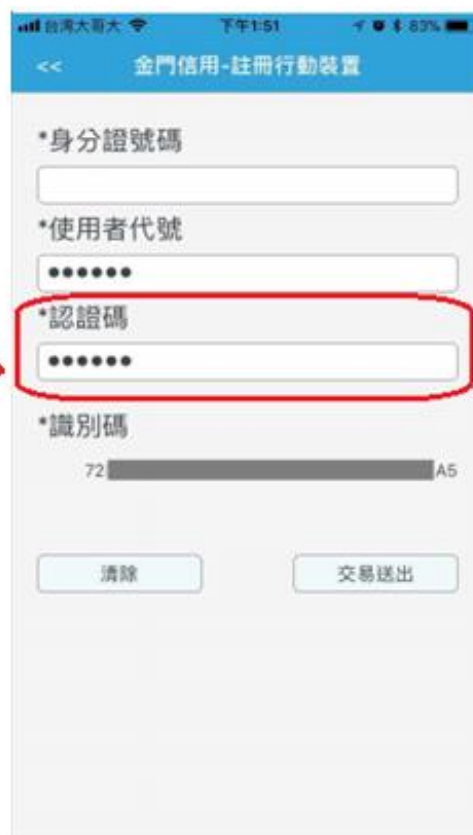 台湾大哥大 下午1:51 83%
<< 金門信用-註冊行動裝置
*身分證號碼
*使用者代號
••••••
*認證碼
••••••
*識別碼
72 A5
清除 交易送出